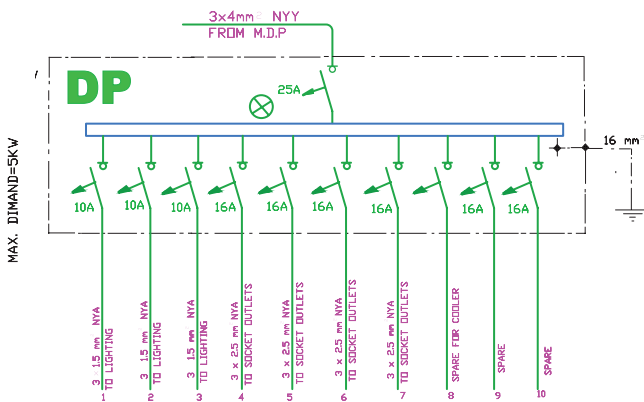 3x4mm² NYY
FROM M.D.P
DP
25A
16 mm²
MAX. DIMAND=5KW
10A
10A
10A
16A
16A
16A
16A
16A
16A
16A
3 x 1.5 mm NYA
TO LIGHTING
3 x 1.5 mm NYA
TO LIGHTING
3 x 1.5 mm NYA
TO LIGHTING
3 x 2.5 mm NYA
TO SOCKET OUTLETS
3 x 2.5 mm NYA
TO SOCKET OUTLETS
3 x 2.5 mm NYA
TO SOCKET OUTLETS
3 x 2.5 mm NYA
TO SOCKET OUTLETS
SPARE FOR COOLER
SPARE
SPARE
1
2
3
4
5
6
7
8
9
10